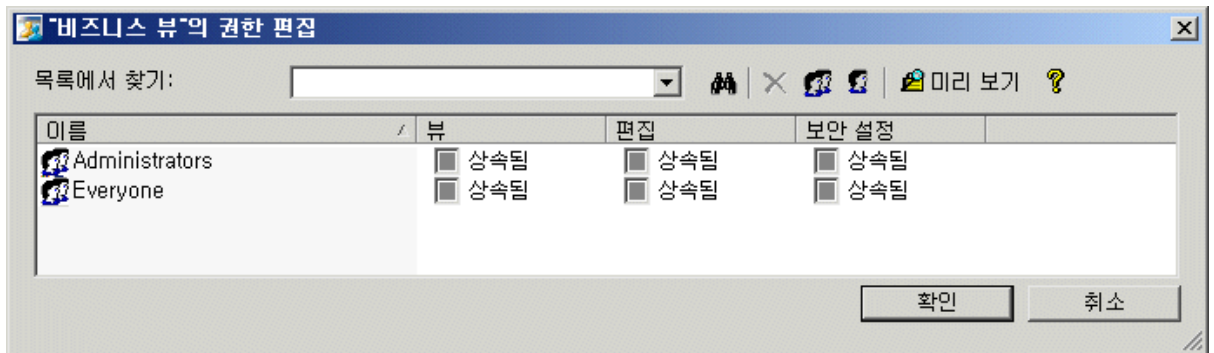 "비즈니스 뷰"의 권한 편집
목록에서 찾기:
미리 보기
이름 뷰 편집 보안 설정
Administrators 상속됨 상속됨 상속됨
Everyone 상속됨 상속됨 상속됨
확인 취소